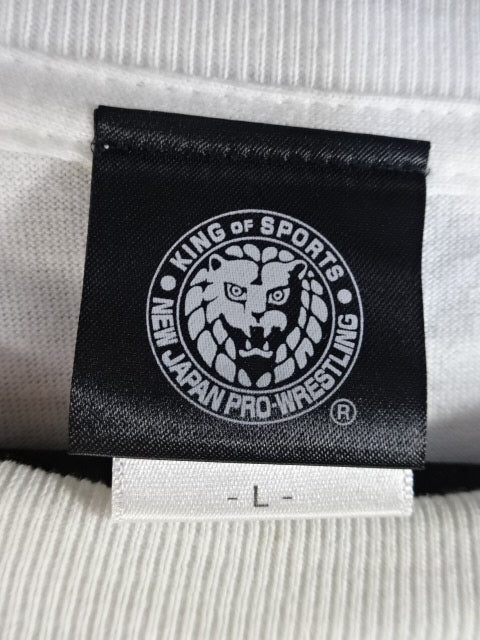 KING OF SPORTS
NEW JAPAN PRO-WRESTLING
®
- L -